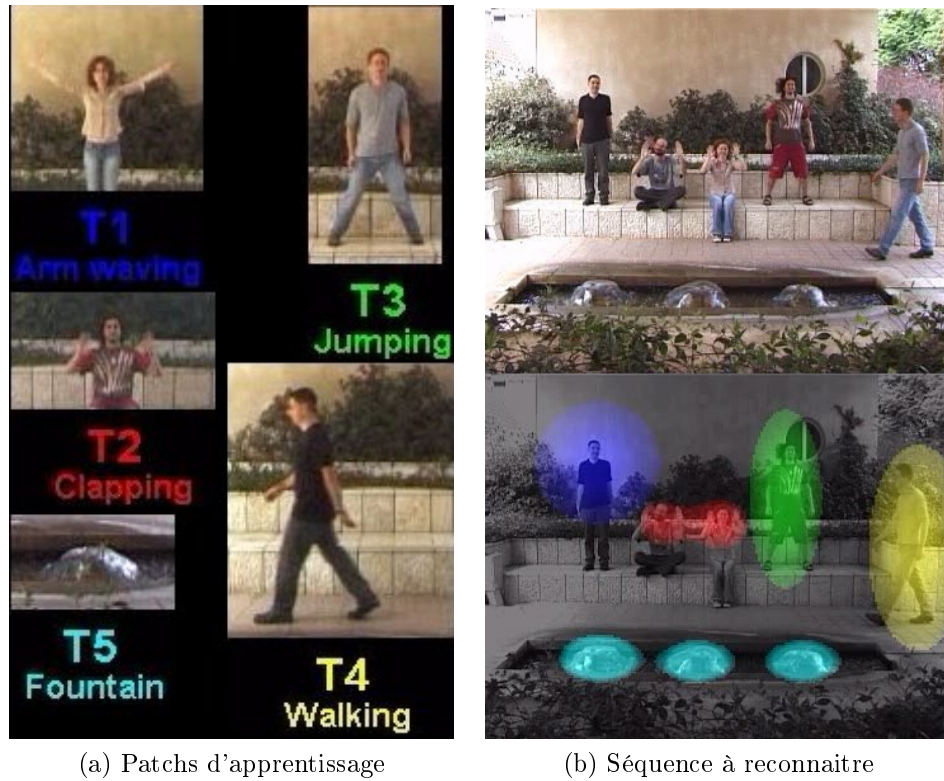 T1
Arm waving
T2
Clapping
T5
Fountain
T3
Jumping
T4
Walking
(a) Patchs d'apprentissage
(b) Séquence à reconnaitre